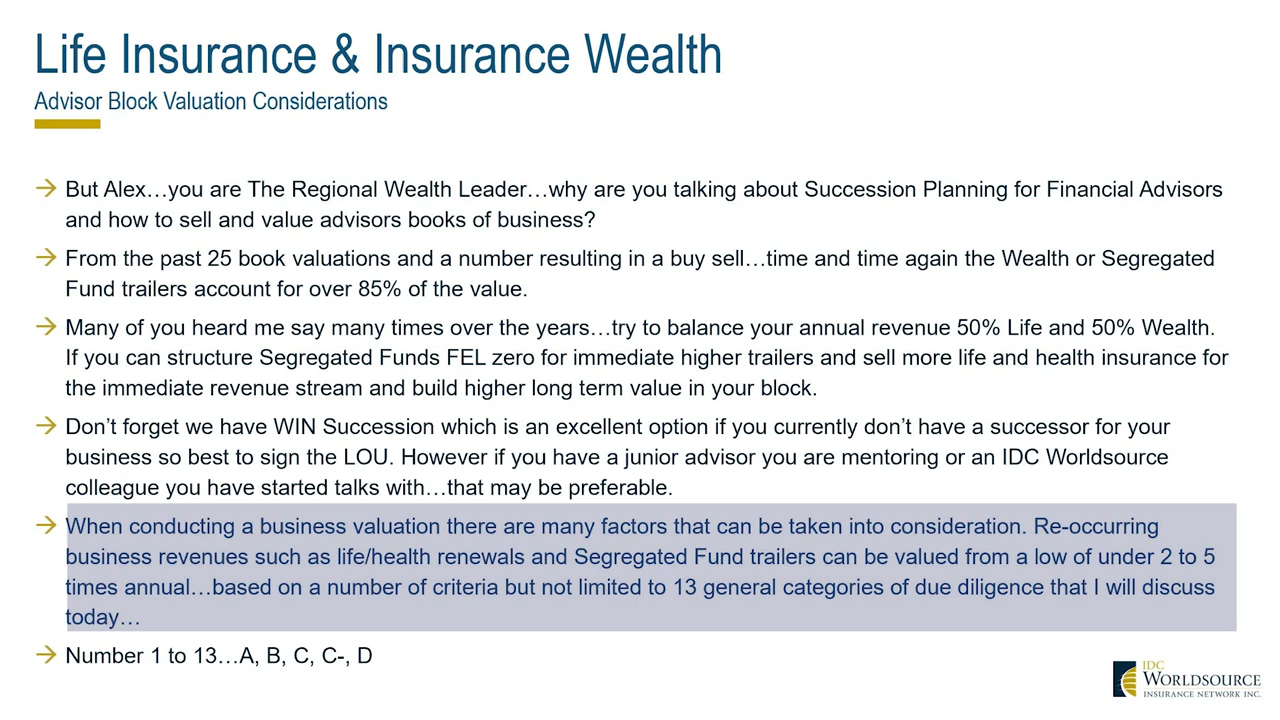 Life Insurance & Insurance Wealth
Advisor Block Valuation Considerations
But Alex…you are The Regional Wealth Leader…why are you talking about Succession Planning for Financial Advisors
and how to sell and value advisors books of business?
From the past 25 book valuations and a number resulting in a buy sell…time and time again the Wealth or Segregated
Fund trailers account for over 85% of the value.
Many of you heard me say many times over the years…try to balance your annual revenue 50% Life and 50% Wealth.
If you can structure Segregated Funds FEL zero for immediate higher trailers and sell more life and health insurance for
the immediate revenue stream and build higher long term value in your block.
Don’t forget we have WIN Succession which is an excellent option if you currently don’t have a successor for your
business so best to sign the LOU. However if you have a junior advisor you are mentoring or an IDC Worldsource
colleague you have started talks with…that may be preferable.
When conducting a business valuation there are many factors that can be taken into consideration. Re-occurring
business revenues such as life/health renewals and Segregated Fund trailers can be valued from a low of under 2 to 5
times annual…based on a number of criteria but not limited to 13 general categories of due diligence that I will discuss
today…
Number 1 to 13…A, B, C, C-, D
IDC
WORLDSOURCE
INSURANCE NETWORK INC.